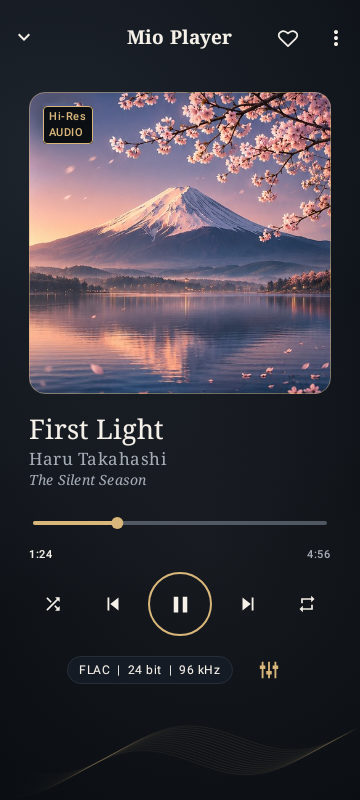 Mio Player
Hi-Res
AUDIO
First Light
Haru Takahashi
The Silent Season
1:24
4:56
FLAC | 24 bit | 96 kHz